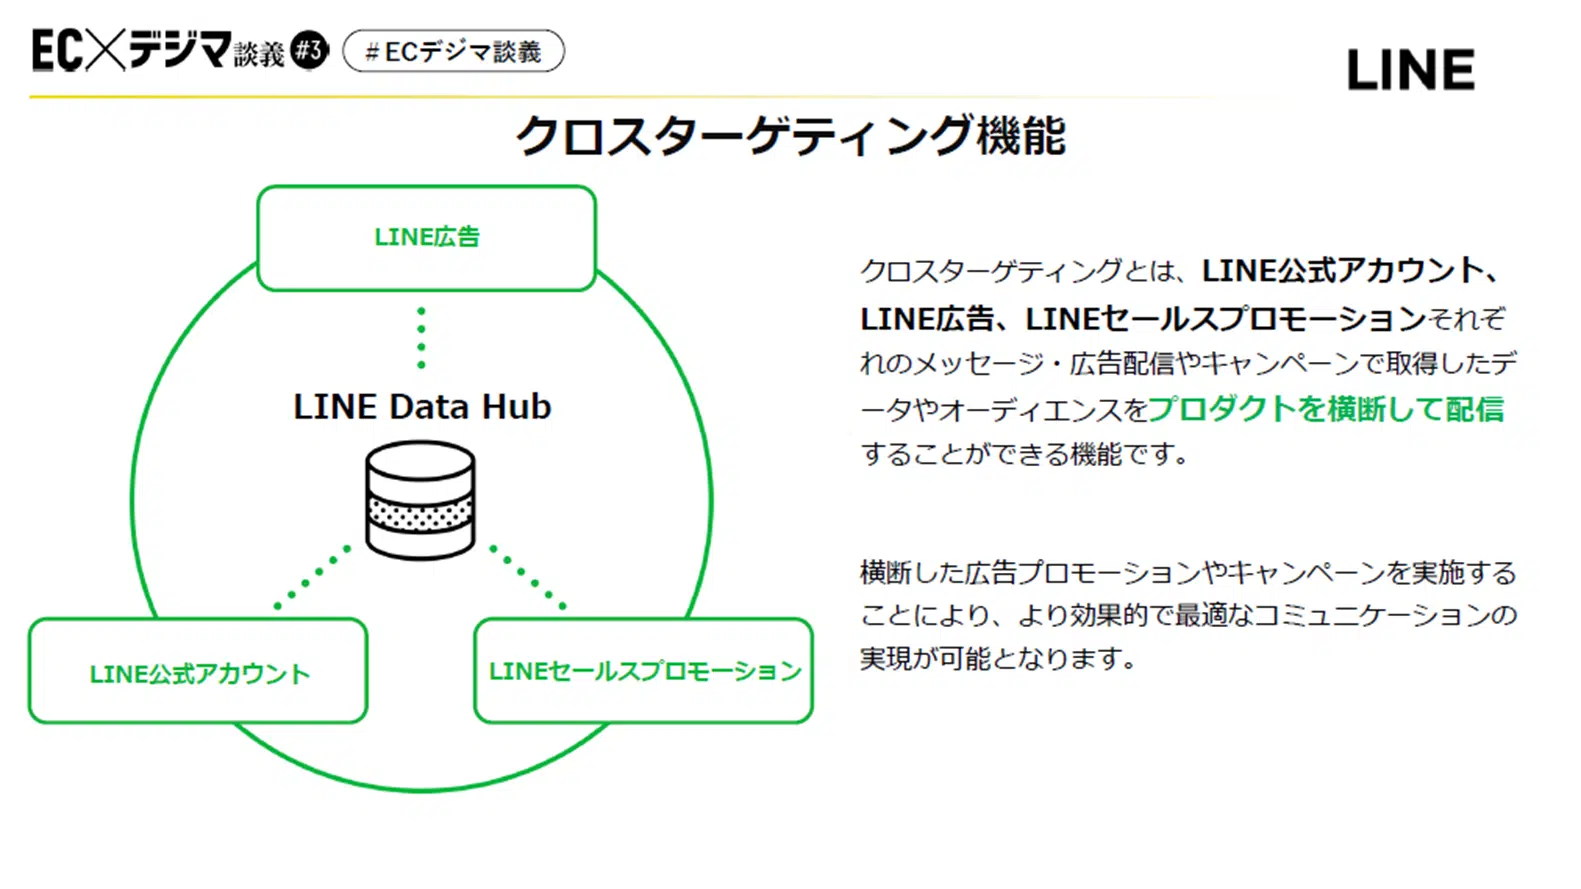 EC×デジマ談義 #3 #ECデジマ談義
LINE
クロスターゲティング機能
LINE広告
LINE Data Hub
LINE公式アカウント
LINEセールスプロモーション
クロスターゲティングとは、LINE公式アカウント、
LINE広告、LINEセールスプロモーションそれぞ
れのメッセージ・広告配信やキャンペーンで取得したデ
ータやオーディエンスをプロダクトを横断して配信
することができる機能です。
横断した広告プロモーションやキャンペーンを実施する
ことにより、より効果的で最適なコミュニケーションの
実現が可能となります。